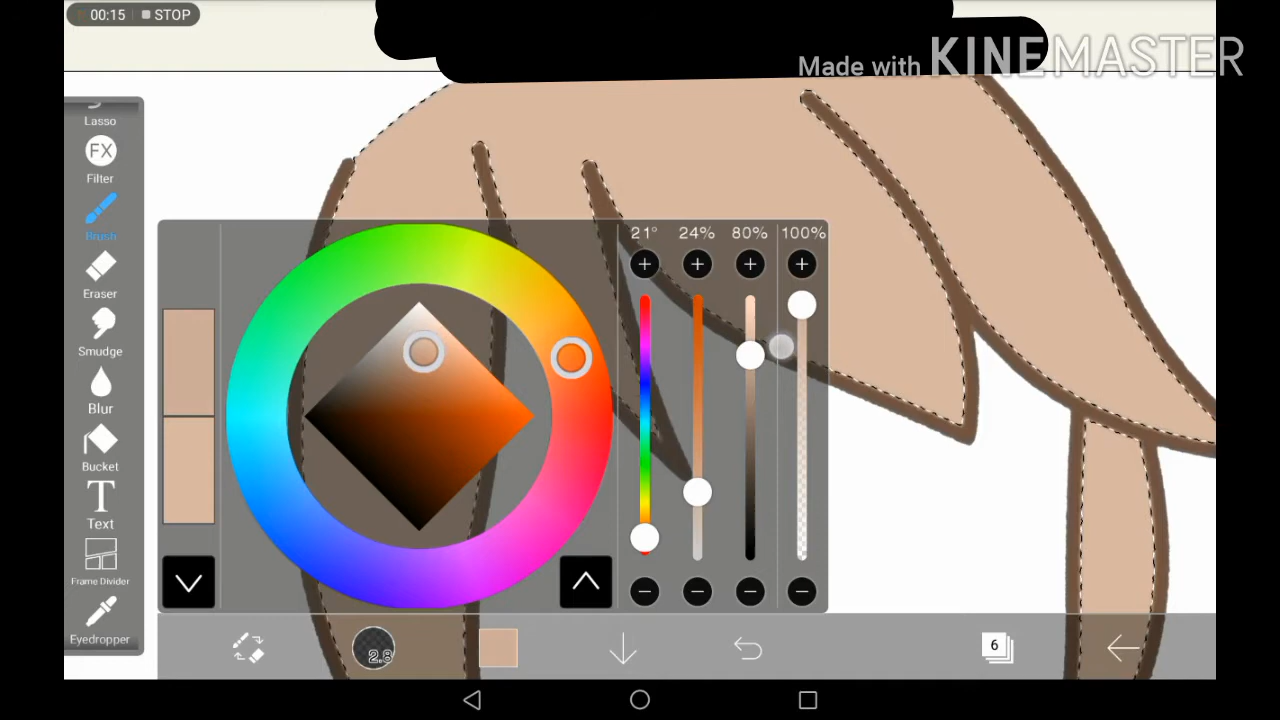 00:15 STOP
Made with KINEMASTER
Lasso
FX
Filter
Brush
Eraser
Smudge
Blur
Bucket
T
Text
Frame Divider
Eyedropper
21° 24% 80% 100%
2.8
6